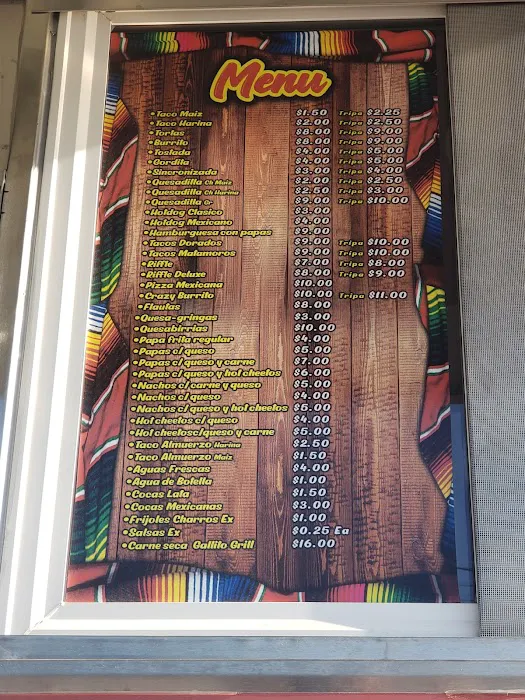 Menu
• Taco Maiz $1.50 Tripa $2.25
• Taco Harina $2.00 Tripa $2.50
• Tortas $8.00 Tripa $9.00
• Burrito $8.00 Tripa $9.00
• Tostada $4.00 Tripa $5.00
• Gordita $4.00 Tripa $5.00
• Sincronizada $3.00 Tripa $4.00
• Quesadilla Ch Maiz $2.00 Tripa $2.50
• Quesadilla Ch Harina $2.50 Tripa $3.00
• Quesadilla Gr $9.00 Tripa $10.00
• Hotdog Clasico $3.00
• Hotdog Mexicano $4.00
• Hamburguesa con papas $9.00
• Tacos Dorados $9.00 Tripa $10.00
• Tacos Matamoros $9.00 Tripa $10.00
• Riffle $7.00 Tripa $8.00
• Riffle Deluxe $8.00 Tripa $9.00
• Pizza Mexicana $10.00
• Crazy Burrito $10.00 Tripa $11.00
• Flautas $8.00
• Quesa-gringas $3.00
• Quesabirrias $10.00
• Papa frita regular $4.00
• Papas c/ queso $5.00
• Papas c/ queso y carne $7.00
• Papas c/ queso y hot cheetos $6.00
• Nachos c/ carne y queso $5.00
• Nachos c/ queso $4.00
• Nachos c/ queso y hot cheetos $5.00
• Hot cheetos c/ queso $4.00
• Hot cheetosc/queso y carne $5.00
• Taco Almuerzo Harina $2.50
• Taco Almuerzo Maiz $1.50
• Aguas Frescas $4.00
• Agua de Botella $1.00
• Cocas Lata $1.50
• Cocas Mexicanas $3.00
• Frijoles Charros Ex $1.00
• Salsas Ex $0.25 Ea
• Carne seca Gallito Grill $16.00